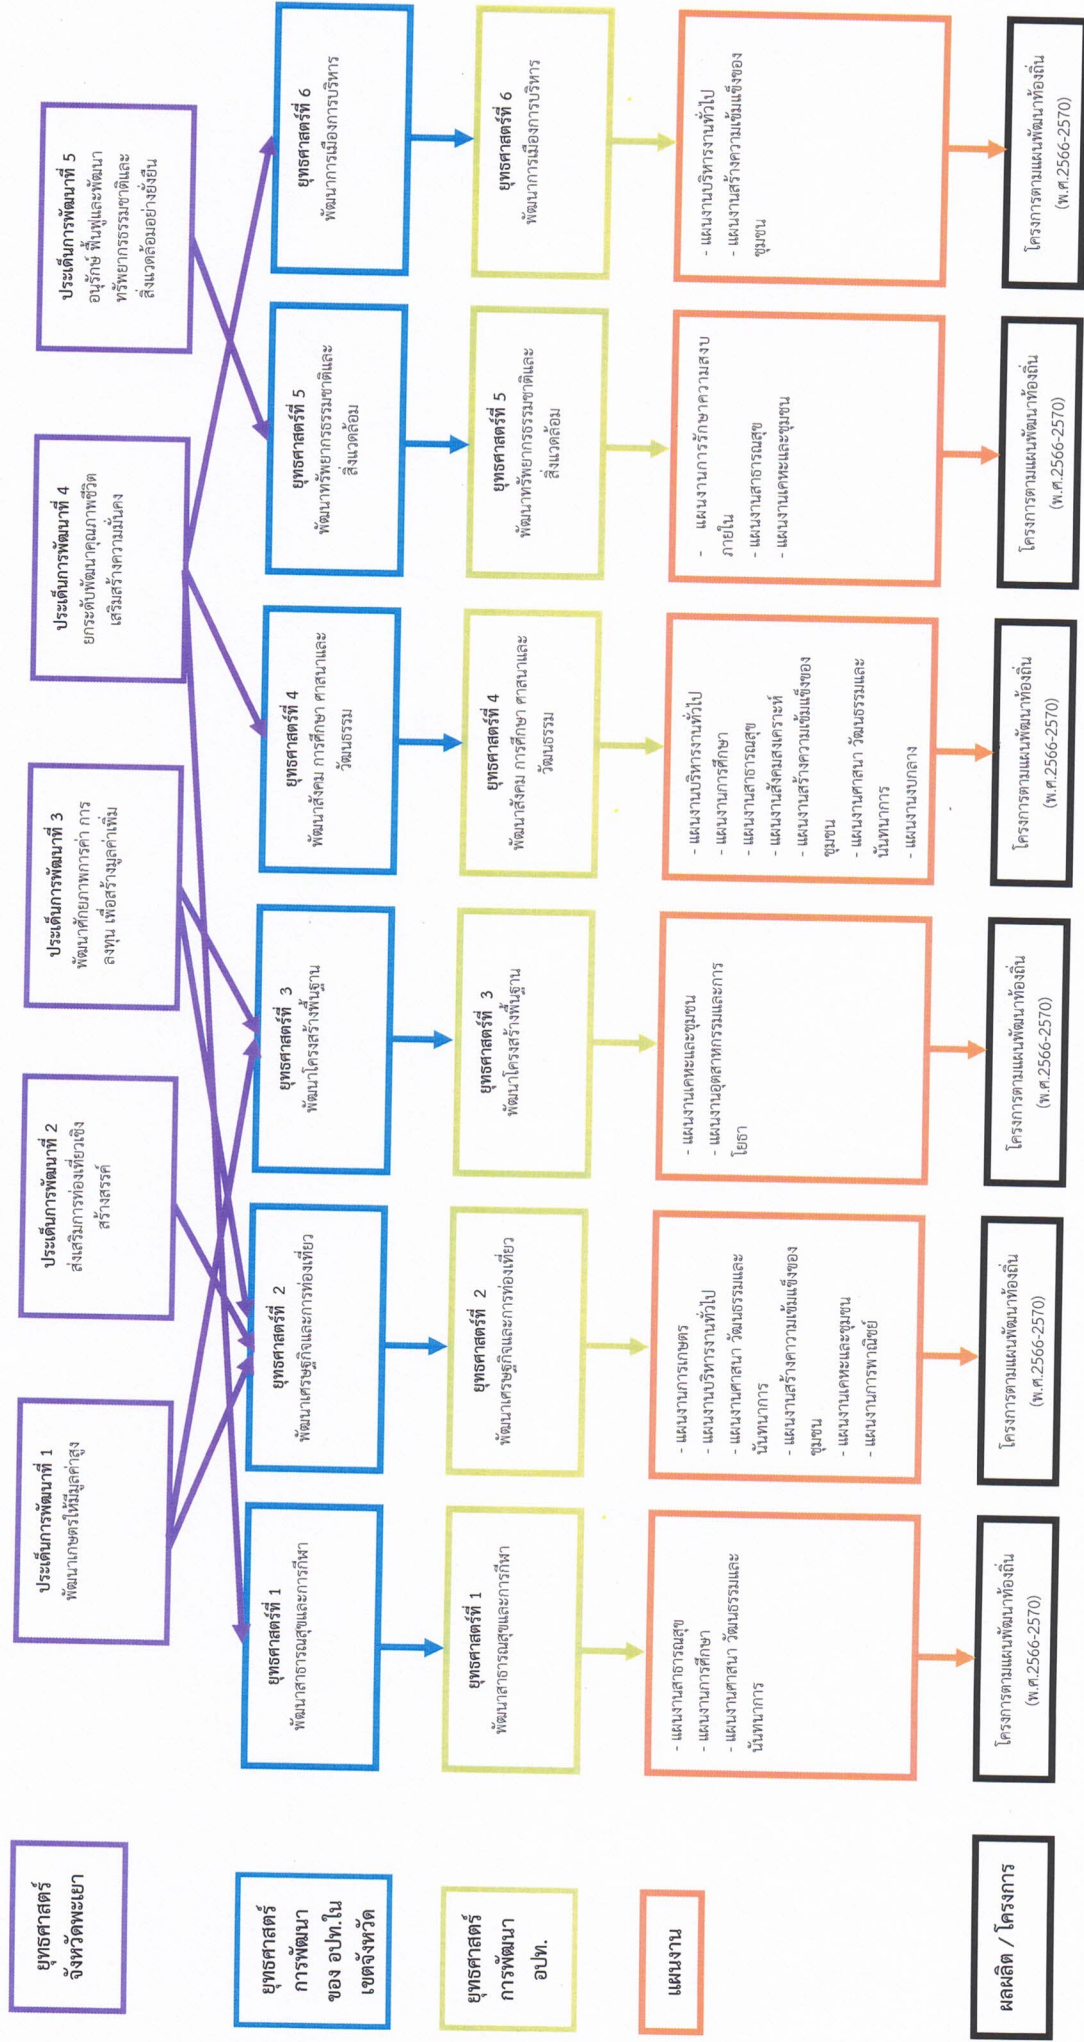 ยุทธศาสตร์
จังหวัดพะเยา
ประเด็นการพัฒนาที่ 1
พัฒนาเกษตรให้มีมูลค่าสูง
ประเด็นการพัฒนาที่ 2
ส่งเสริมการท่องเที่ยวเชิง
สร้างสรรค์
ประเด็นการพัฒนาที่ 3
พัฒนาศักยภาพการค้า การ
ลงทุน เพื่อสร้างมูลค่าเพิ่ม
ประเด็นการพัฒนาที่ 4
ยกระดับพัฒนาคุณภาพชีวิต
เสริมสร้างความมั่นคง
ประเด็นการพัฒนาที่ 5
อนุรักษ์ ฟื้นฟูและพัฒนา
ทรัพยากรธรรมชาติและ
สิ่งแวดล้อมอย่างยั่งยืน
ยุทธศาสตร์
การพัฒนา
ของ อปท.ใน
เขตจังหวัด
ยุทธศาสตร์ที่ 1
พัฒนาสาธารณสุขและการกีฬา
ยุทธศาสตร์ที่ 2
พัฒนาเศรษฐกิจและการท่องเที่ยว
ยุทธศาสตร์ที่ 3
พัฒนาโครงสร้างพื้นฐาน
ยุทธศาสตร์ที่ 4
พัฒนาสังคม การศึกษา ศาสนาและ
วัฒนธรรม
ยุทธศาสตร์ที่ 5
พัฒนาทรัพยากรธรรมชาติและ
สิ่งแวดล้อม
ยุทธศาสตร์ที่ 6
พัฒนาการเมืองการบริหาร
ยุทธศาสตร์
การพัฒนา
อปท.
ยุทธศาสตร์ที่ 1
พัฒนาสาธารณสุขและการกีฬา
ยุทธศาสตร์ที่ 2
พัฒนาเศรษฐกิจและการท่องเที่ยว
ยุทธศาสตร์ที่ 3
พัฒนาโครงสร้างพื้นฐาน
ยุทธศาสตร์ที่ 4
พัฒนาสังคม การศึกษา ศาสนาและ
วัฒนธรรม
ยุทธศาสตร์ที่ 5
พัฒนาทรัพยากรธรรมชาติและ
สิ่งแวดล้อม
ยุทธศาสตร์ที่ 6
พัฒนาการเมืองการบริหาร
แผนงาน
- แผนงานสาธารณสุข
- แผนงานการศึกษา
- แผนงานศาสนา วัฒนธรรมและ
นันทนาการ
- แผนงานการเกษตร
- แผนงานบริหารงานทั่วไป
- แผนงานศาสนา วัฒนธรรมและ
นันทนาการ
- แผนงานสร้างความเข้มแข็งของ
ชุมชน
- แผนงานเคหะและชุมชน
- แผนงานการพาณิชย์
- แผนงานเคหะและชุมชน
- แผนงานอุตสาหกรรมและการ
โยธา
- แผนงานบริหารงานทั่วไป
- แผนงานการศึกษา
- แผนงานสาธารณสุข
- แผนงานสังคมสงเคราะห์
- แผนงานสร้างความเข้มแข็งของ
ชุมชน
- แผนงานศาสนา วัฒนธรรมและ
นันทนาการ
- แผนงานงบกลาง
- แผนงานการรักษาความสงบ
ภายใน
- แผนงานสาธารณสุข
- แผนงานเคหะและชุมชน
- แผนงานบริหารงานทั่วไป
- แผนงานสร้างความเข้มแข็งของ
ชุมชน
ผลผลิต / โครงการ
โครงการตามแผนพัฒนาท้องถิ่น
(พ.ศ.2566-2570)
โครงการตามแผนพัฒนาท้องถิ่น
(พ.ศ.2566-2570)
โครงการตามแผนพัฒนาท้องถิ่น
(พ.ศ.2566-2570)
โครงการตามแผนพัฒนาท้องถิ่น
(พ.ศ.2566-2570)
โครงการตามแผนพัฒนาท้องถิ่น
(พ.ศ.2566-2570)
โครงการตามแผนพัฒนาท้องถิ่น
(พ.ศ.2566-2570)